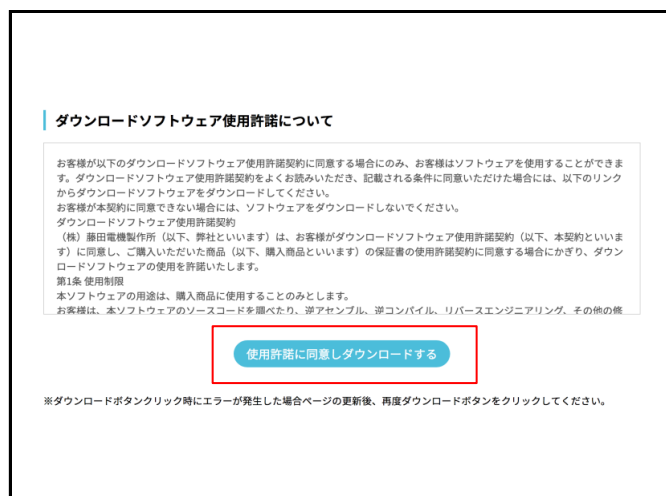 ダウンロードソフトウェア使用許諾について
お客様が以下のダウンロードソフトウェア使用許諾契約に同意する場合にのみ、お客様はソフトウェアを使用することができま
す。ダウンロードソフトウェア使用許諾契約をよくお読みいただき、記載される条件に同意いただけた場合には、以下のリンク
からダウンロードソフトウェアをダウンロードしてください。
お客様が本契約に同意できない場合には、ソフトウェアをダウンロードしないでください。
ダウンロードソフトウェア使用許諾契約
（株）藤田電機製作所（以下、弊社といいます）は、お客様がダウンロードソフトウェア使用許諾契約（以下、本契約といいま
す）に同意し、ご購入いただいた商品（以下、購入商品といいます）の保証書の使用許諾契約に同意する場合にかぎり、ダウン
ロードソフトウェアの使用を許諾いたします。
第1条 使用制限
本ソフトウェアの用途は、購入商品に使用することのみとします。
お客様は、本ソフトウェアのソースコードを調べたり、逆アセンブル、逆コンパイル、リバースエンジニアリング、その他の修
使用許諾に同意しダウンロードする
※ダウンロードボタンクリック時にエラーが発生した場合ページの更新後、再度ダウンロードボタンをクリックしてください。